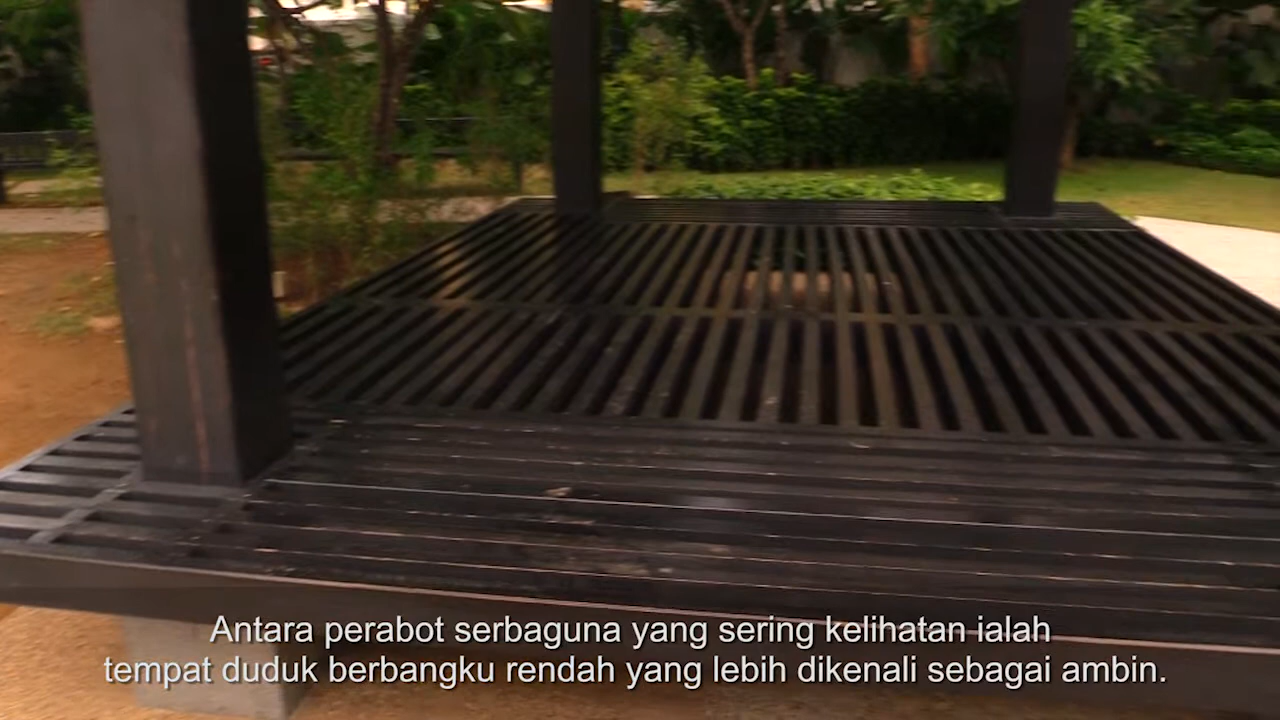 Antara perabot serbaguna yang sering kelihatan ialah
tempat duduk berbangku rendah yang lebih dikenali sebagai ambin.